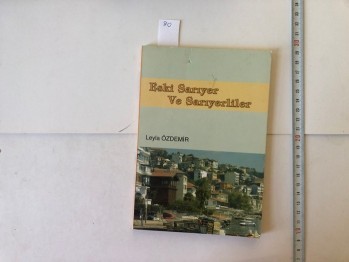 Eski Sarıyer
Ve Sarıyerliler
Leyla ÖZDEMİR